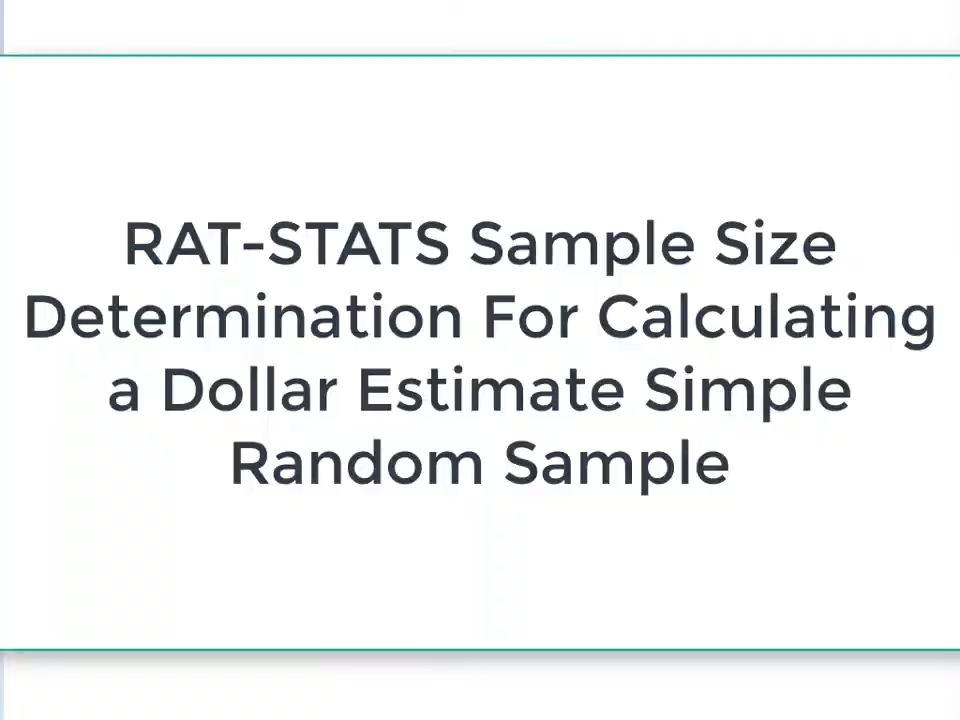 RAT-STATS Sample Size
Determination For Calculating
a Dollar Estimate Simple
Random Sample